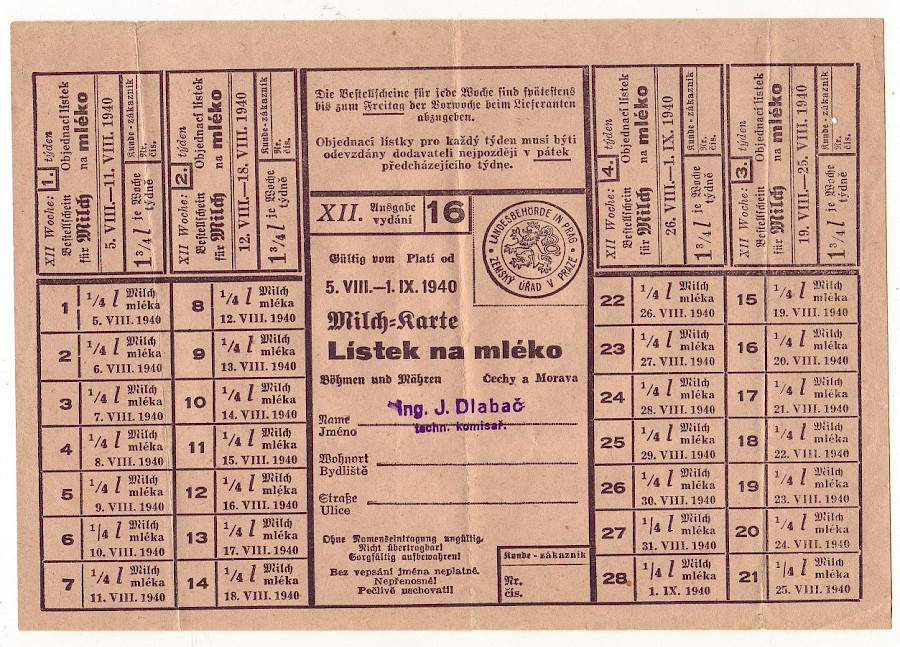 XII Woche: 1. týden
Bestellschein Objednací lístek
für Milch na mléko
5. VIII.—11. VIII. 1940
1 3/4 l je Woche týdně
Kunde - zákazník
Nr.
čís.
XII Woche: 2. týden
Bestellschein Objednací lístek
für Milch na mléko
12. VIII.—18. VIII. 1940
1 3/4 l je Woche týdně
Kunde - zákazník
Nr.
čís.
Die Bestellscheine für jede Woche sind spätestens
bis zum Freitag der Vorwoche beim Lieferanten
abzugeben.
Objednací lístky pro každý týden musí býti
odevzdány dodavateli nejpozději v pátek
předcházejícího týdne.
XII. Ausgabe
vydání 16
LANDESBEHÖRDE IN PRAG
ZEMSKÝ ÚŘAD V PRAZE
Gültig vom Platí od
5. VIII.—1. IX. 1940
Milch-Karte
Lístek na mléko
Böhmen und Mähren Čechy a Morava
Ing. J. Dlabač
techn. komisař.
Name
Jméno
Wohnort
Bydliště
Straße
Ulice
Ohne Nameneintragung ungültig.
Nicht übertragbar!
Sorgfältig aufbewahren!
Bez vepsání jména neplatné.
Nepřenosné!
Pečlivě uschovati!
Kunde - zákazník
Nr.
čís.
XII Woche: 4. týden
Bestellschein Objednací lístek
für Milch na mléko
26. VIII.—1. IX. 1940
1 3/4 l je Woche týdně
Kunde - zákazník
Nr.
čís.
XII Woche: 3. týden
Bestellschein Objednací lístek
für Milch na mléko
19. VIII.—25. VIII. 1940
1 3/4 l je Woche týdně
Kunde - zákazník
Nr.
čís.
1 1/4 l Milch mléka 5. VIII. 1940
8 1/4 l Milch mléka 12. VIII. 1940
2 1/4 l Milch mléka 6. VIII. 1940
9 1/4 l Milch mléka 13. VIII. 1940
3 1/4 l Milch mléka 7. VIII. 1940
10 1/4 l Milch mléka 14. VIII. 1940
4 1/4 l Milch mléka 8. VIII. 1940
11 1/4 l Milch mléka 15. VIII. 1940
5 1/4 l Milch mléka 9. VIII. 1940
12 1/4 l Milch mléka 16. VIII. 1940
6 1/4 l Milch mléka 10. VIII. 1940
13 1/4 l Milch mléka 17. VIII. 1940
7 1/4 l Milch mléka 11. VIII. 1940
14 1/4 l Milch mléka 18. VIII. 1940
22 1/4 l Milch mléka 26. VIII. 1940
15 1/4 l Milch mléka 19. VIII. 1940
23 1/4 l Milch mléka 27. VIII. 1940
16 1/4 l Milch mléka 20. VIII. 1940
24 1/4 l Milch mléka 28. VIII. 1940
17 1/4 l Milch mléka 21. VIII. 1940
25 1/4 l Milch mléka 29. VIII. 1940
18 1/4 l Milch mléka 22. VIII. 1940
26 1/4 l Milch mléka 30. VIII. 1940
19 1/4 l Milch mléka 23. VIII. 1940
27 1/4 l Milch mléka 31. VIII. 1940
20 1/4 l Milch mléka 24. VIII. 1940
28 1/4 l Milch mléka 1. IX. 1940
21 1/4 l Milch mléka 25. VIII. 1940